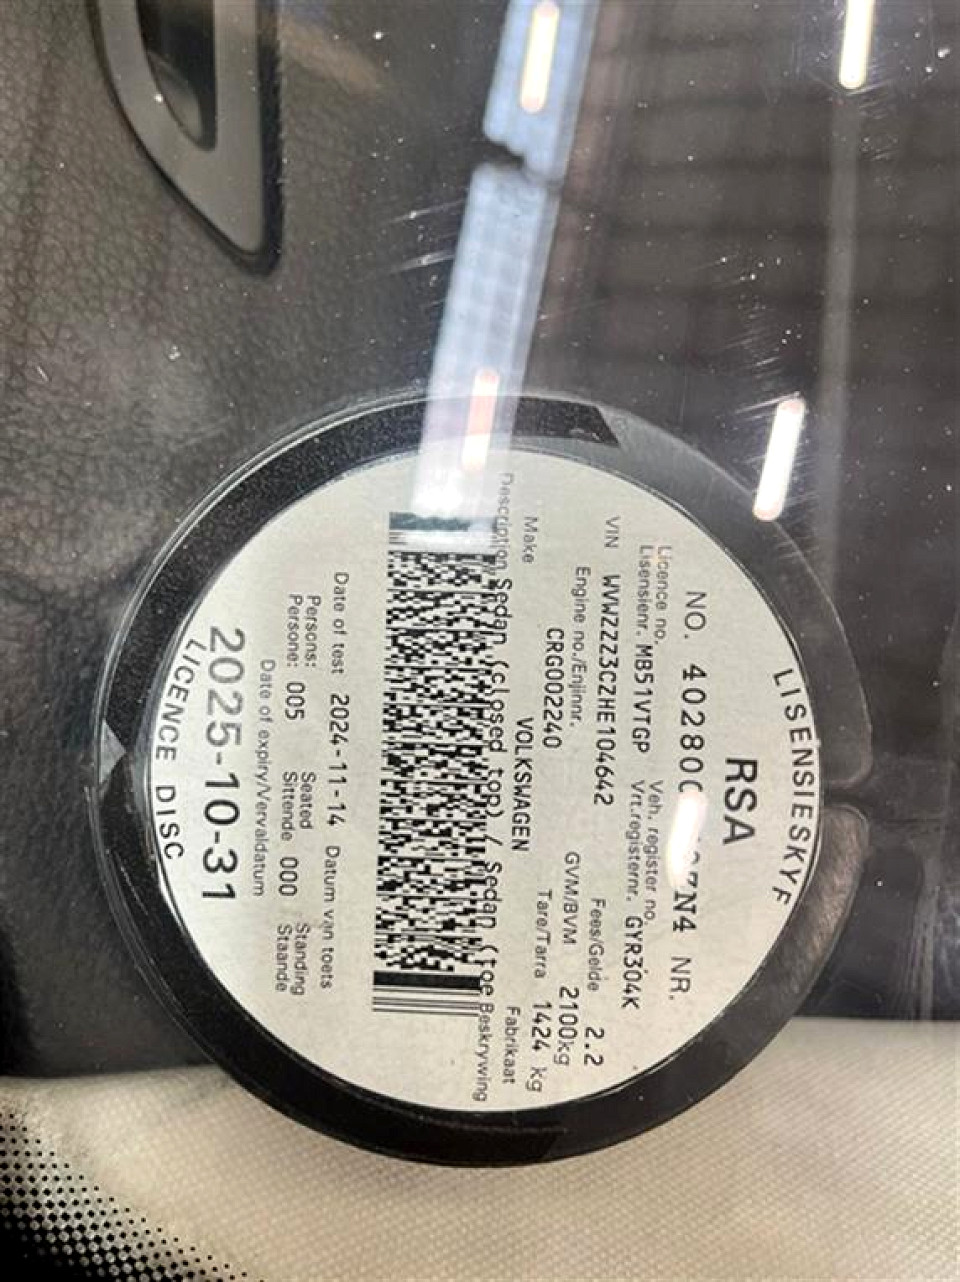 LISENSIESKYF
RSA
NO. 40280 ZN4 NR.
Licence no. Veh. register no.
Lisensienr. MB51VTGP Vrt.registernr. GYR304K
VIN WVWZZZ3CZHE104642 Fees/Gelde 2.2
Engine no./Enjinnr. GVM/BVM 2100kg
CRG002240 Tare/Tarra 1424 kg
Make VOLKSWAGEN Fabrikaat
Description Sedan (closed top) / Sedan (toe Beskrywing
Date of test 2024-11-14 Datum van toets
Persons: Seated Standing
Persone: 005 Sittende 000 Staande
Date of expiry/Vervaldatum
2025-10-31
LICENCE DISC